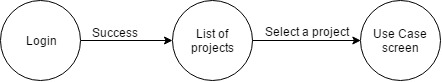 Login
Success
List of
projects
Select a project
Use Case
screen